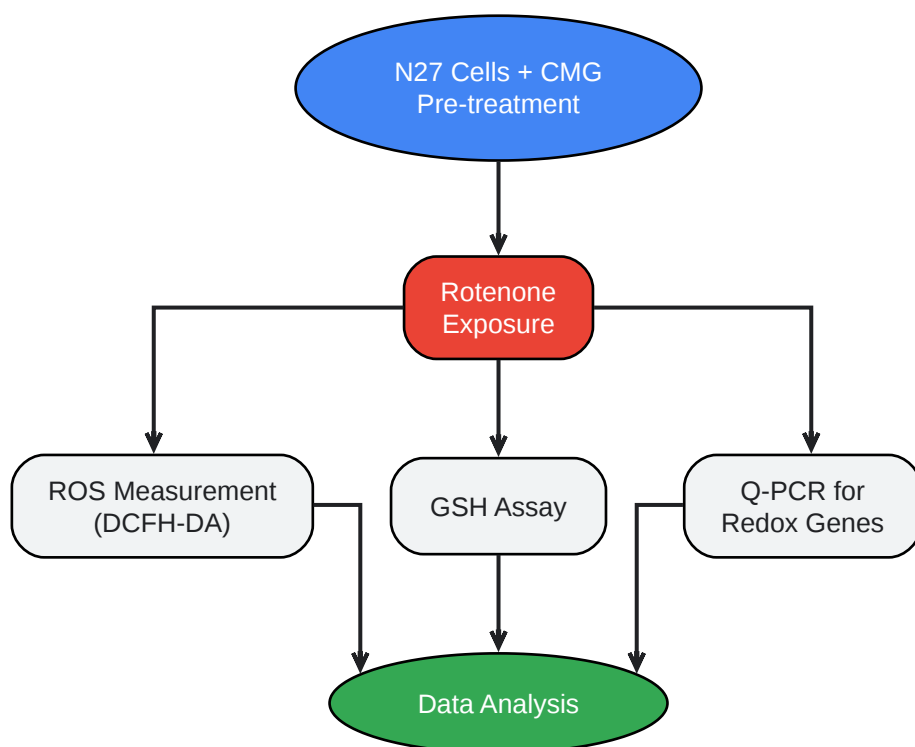 N27 Cells + CMG
Pre-treatment
Rotenone
Exposure
ROS Measurement
(DCFH-DA)
GSH Assay
Q-PCR for
Redox Genes
Data Analysis